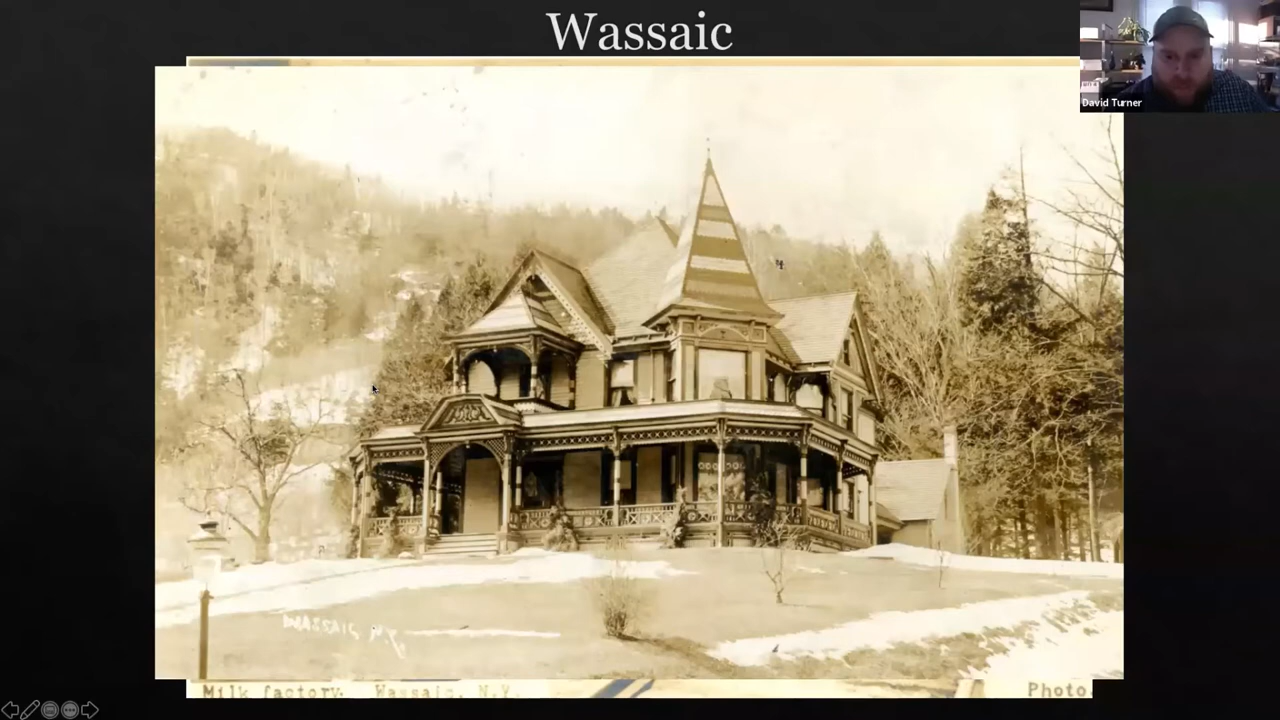 Wassaic
David Turner
WASSAIC N.Y.
Milk factory. Wassaic, N.Y. Photo.